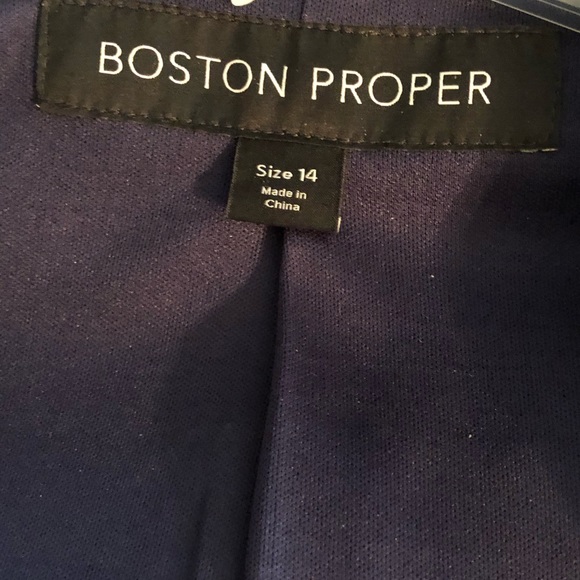 BOSTON PROPER
Size 14
Made in
China